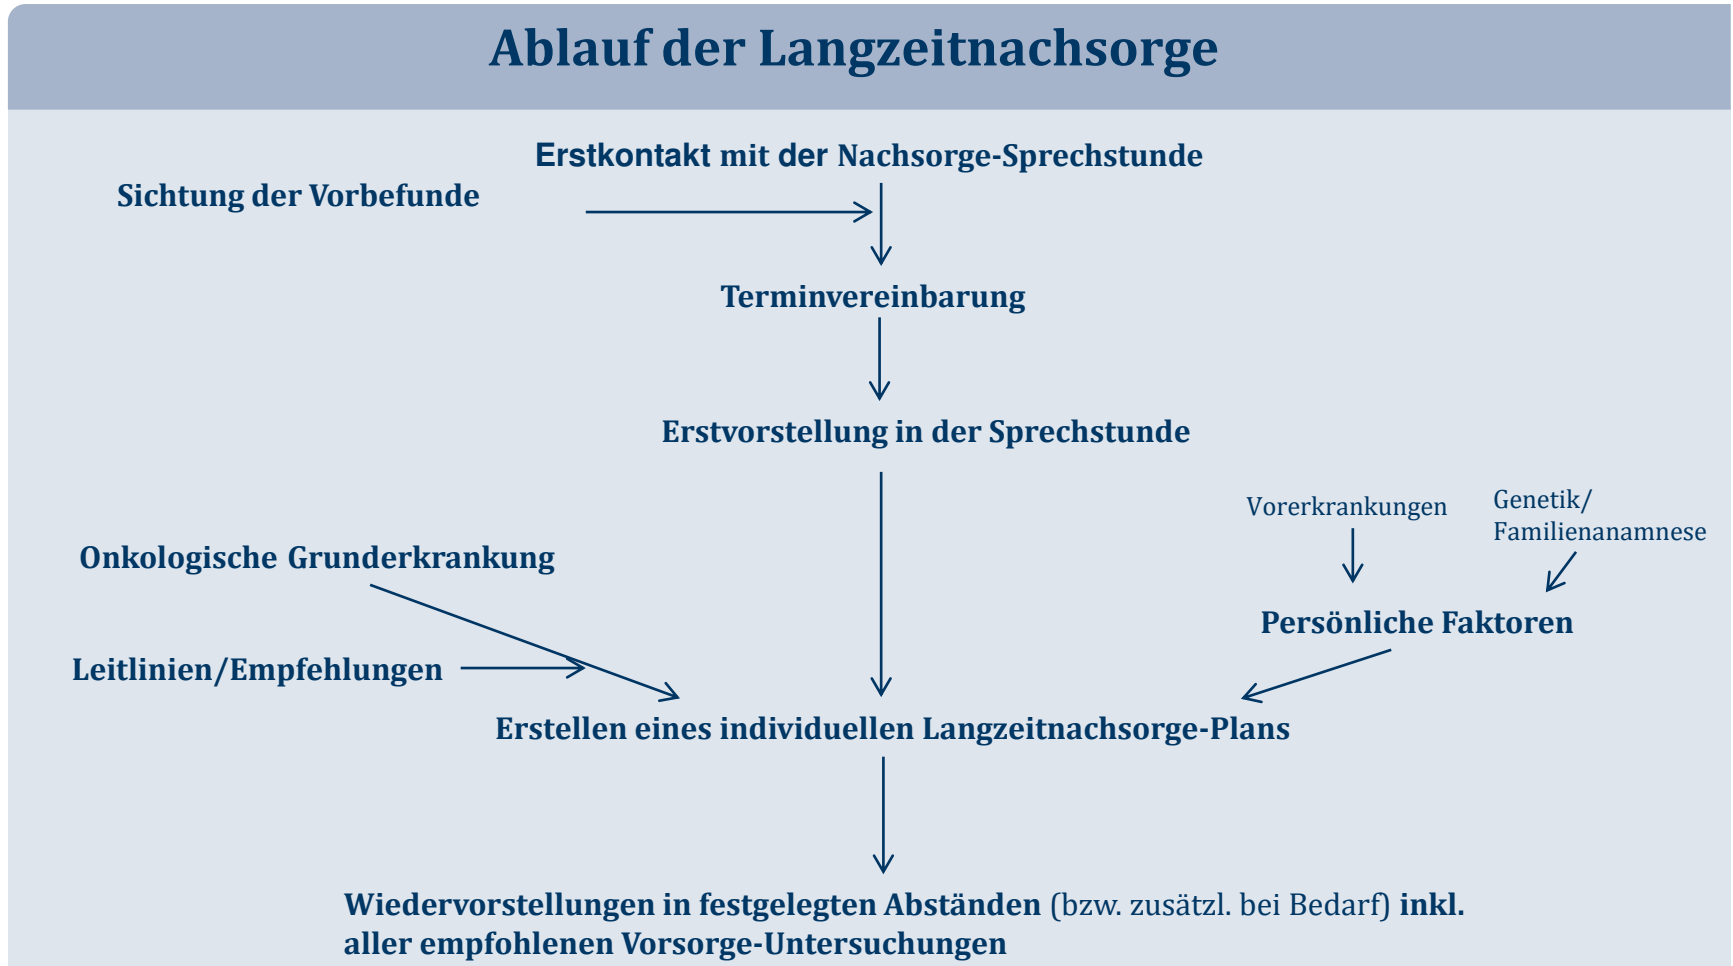 Ablauf der Langzeitnachsorge
Erstkontakt mit der Nachsorge-Sprechstunde
Sichtung der Vorbefunde
Terminvereinbarung
Erstvorstellung in der Sprechstunde
Vorerkrankungen
Genetik/
Familienanamnese
Onkologische Grunderkrankung
Persönliche Faktoren
Leitlinien/Empfehlungen
Erstellen eines individuellen Langzeitnachsorge-Plans
Wiedervorstellungen in festgelegten Abständen (bzw. zusätzl. bei Bedarf) inkl.
aller empfohlenen Vorsorge-Untersuchungen